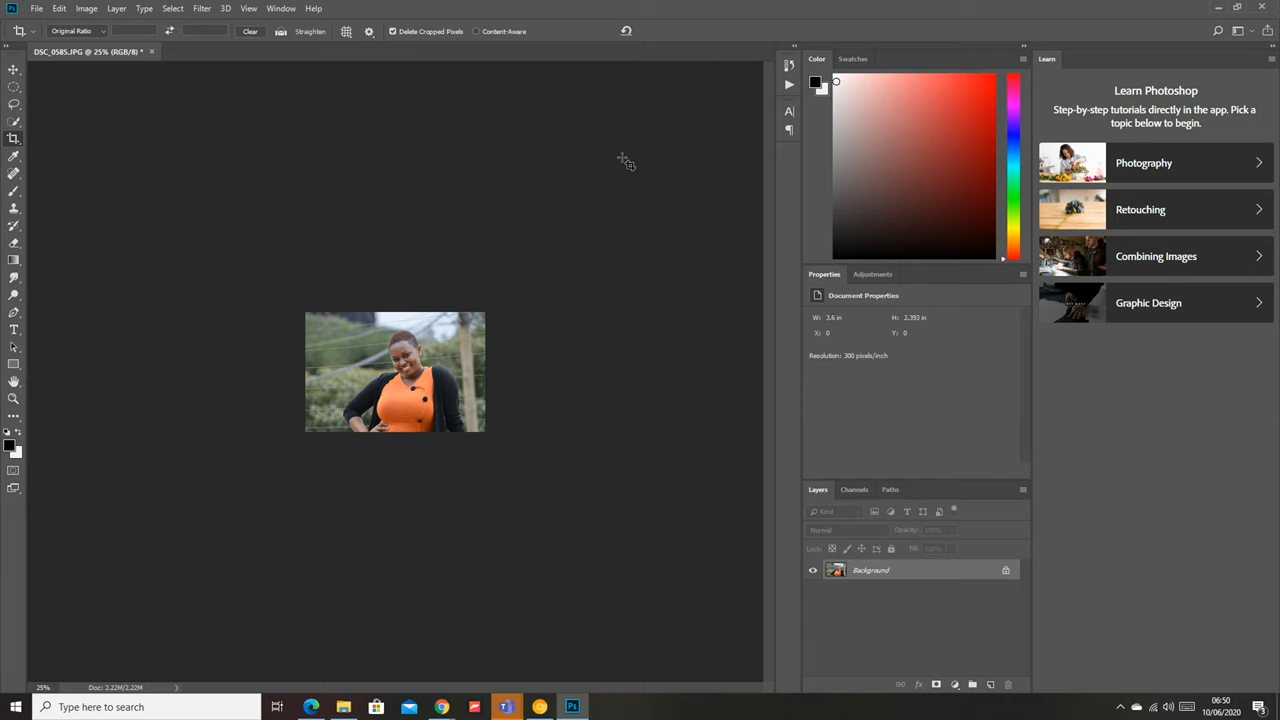 File Edit Image Layer Type Select Filter 3D View Window Help
Original Ratio Clear Straighten Delete Cropped Pixels Content-Aware
DSC_0585.JPG @ 25% (RGB/8) *
Color Swatches
Learn
Learn Photoshop
Step-by-step tutorials directly in the app. Pick a
topic below to begin.
Photography
Retouching
Combining Images
Graphic Design
Properties Adjustments
Document Properties
W: 3.6 in H: 2.393 in
X: 0 Y: 0
Resolution: 300 pixels/inch
Layers Channels Paths
Kind
Normal Opacity: 100%
Lock: Fill: 100%
Background
25% Doc: 2.22M/2.22M
Type here to search
06:50
10/06/2020